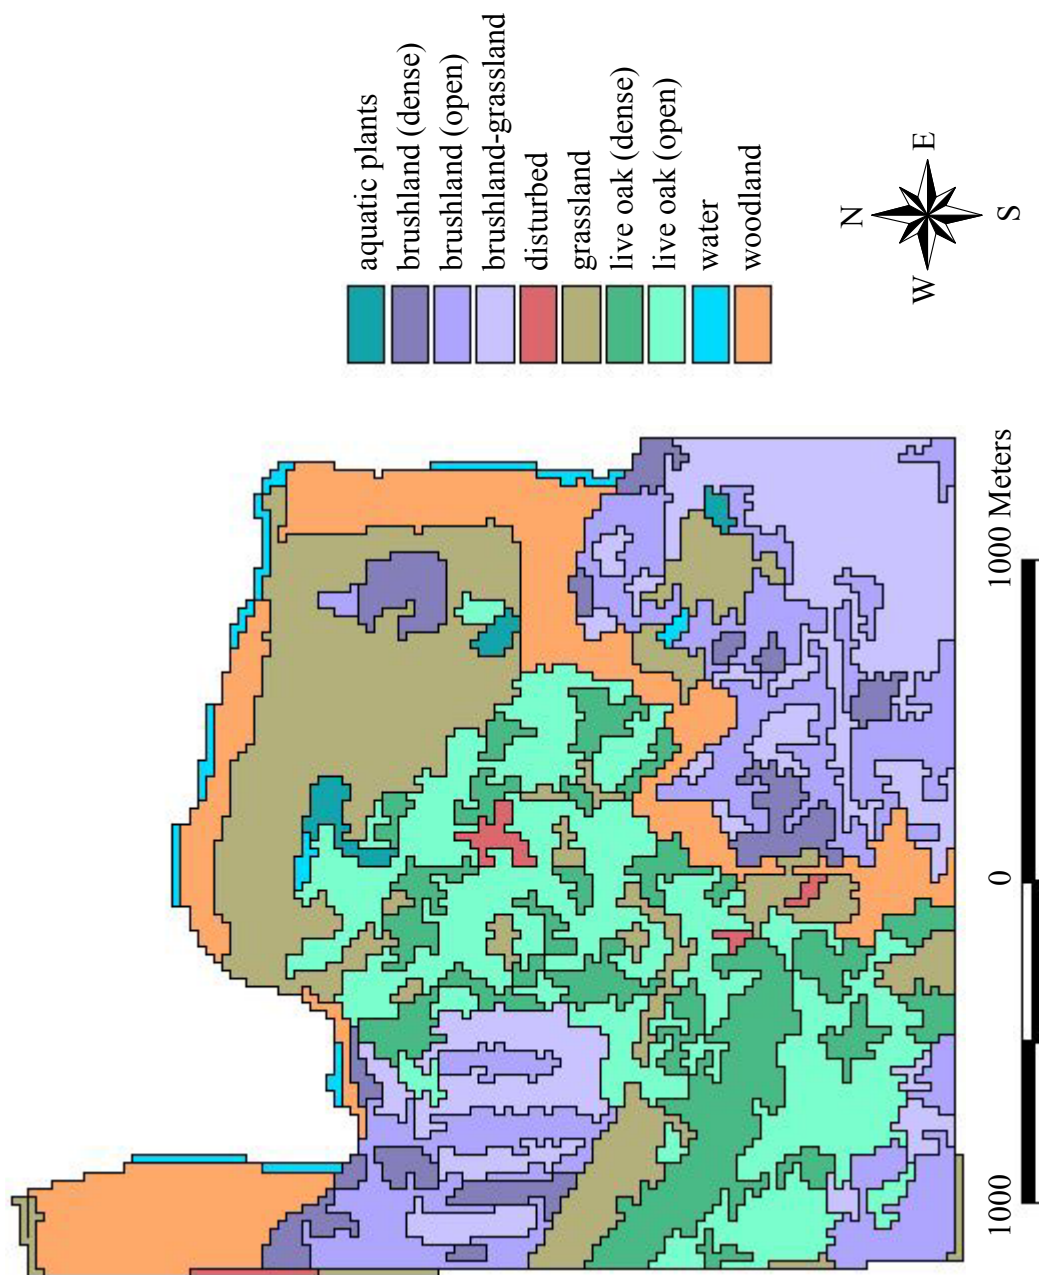 aquatic plants
brushland (dense)
brushland (open)
brushland-grassland
disturbed
grassland
live oak (dense)
live oak (open)
water
woodland
N
W
E
S
1000
0
1000 Meters